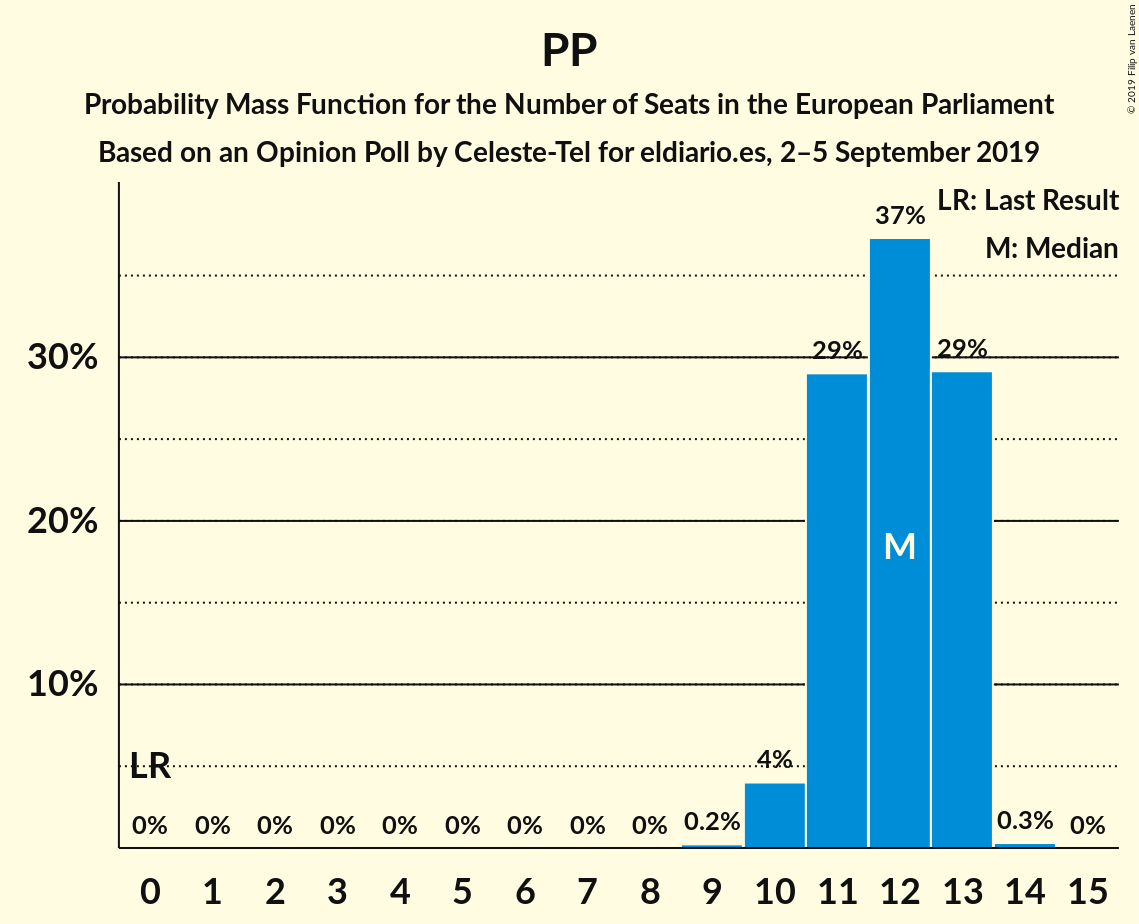 PP
Probability Mass Function for the Number of Seats in the European Parliament
Based on an Opinion Poll by Celeste-Tel for eldiario.es, 2–5 September 2019
© 2019 Filip van Laenen
LR: Last Result
M: Median
37%
29%
29%
30%
20%
M
10%
4%
LR
0% 0% 0% 0% 0% 0% 0% 0% 0% 0.2% 0.3% 0%
0 1 2 3 4 5 6 7 8 9 10 11 12 13 14 15